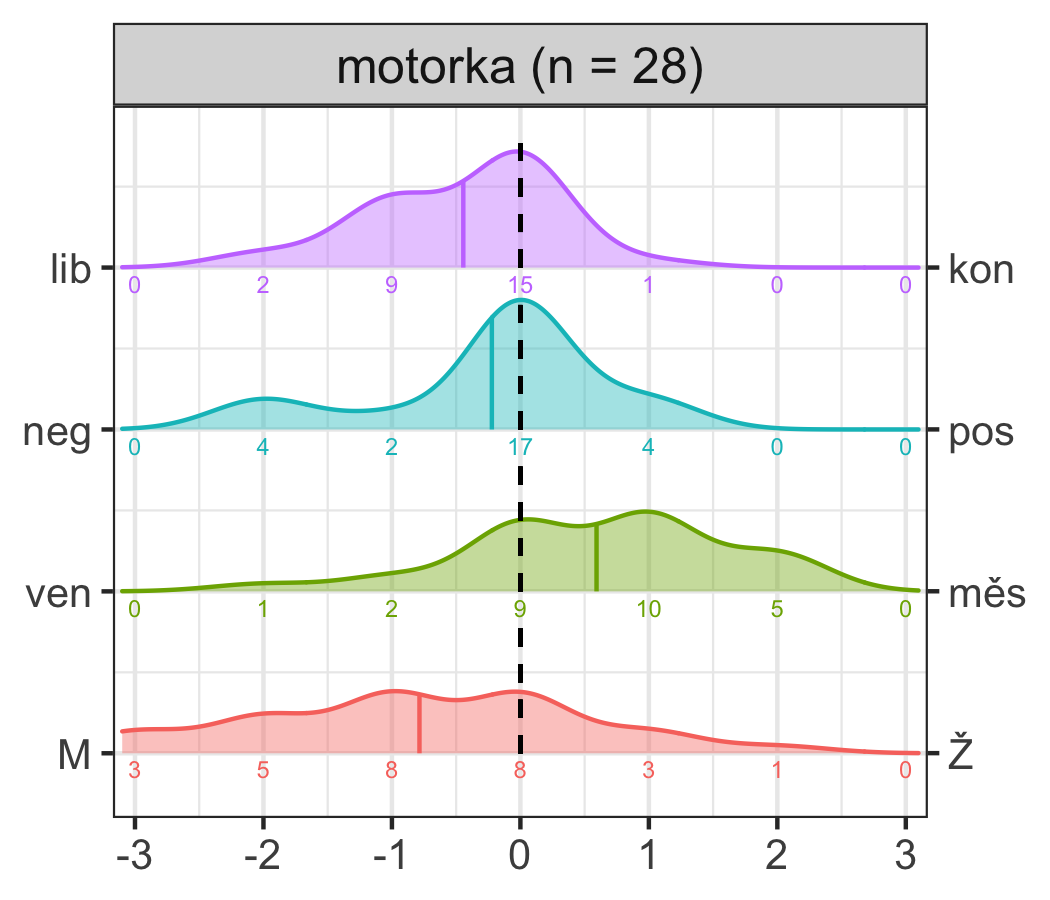 motorka (n = 28)
lib kon
0 2 9 15 1 0 0
neg pos
0 4 2 17 4 0 0
ven měs
0 1 2 9 10 5 0
M Ž
3 5 8 8 3 1 0
-3 -2 -1 0 1 2 3